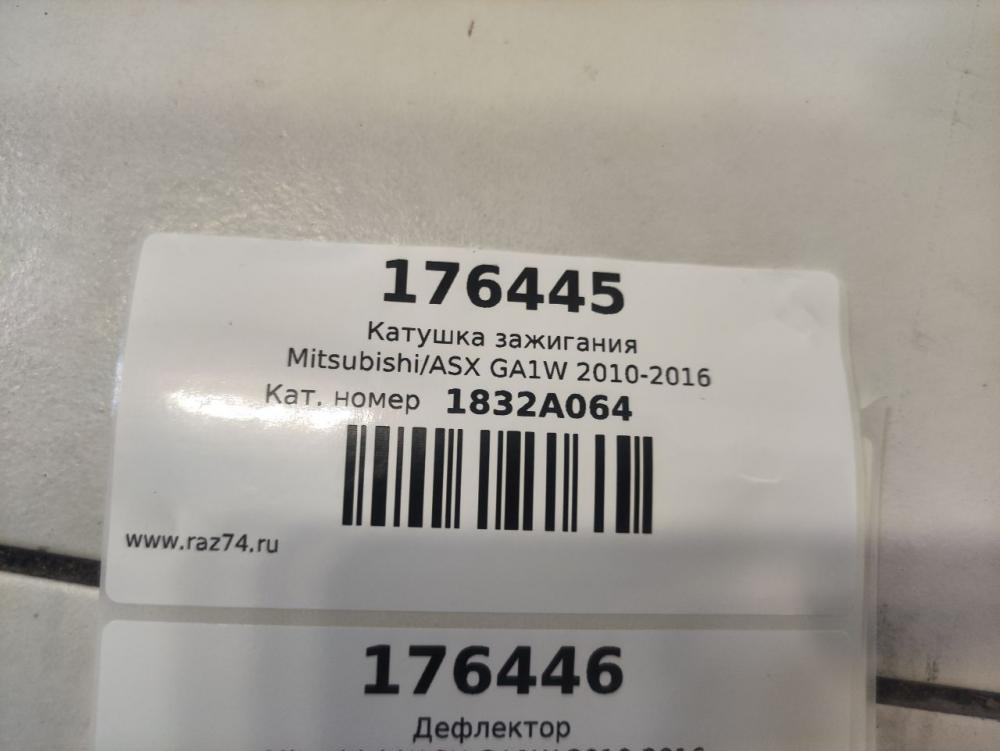 176445
Катушка зажигания
Mitsubishi/ASX GA1W 2010-2016
Кат. номер 1832A064
www.raz74.ru
176446
Дефлектор